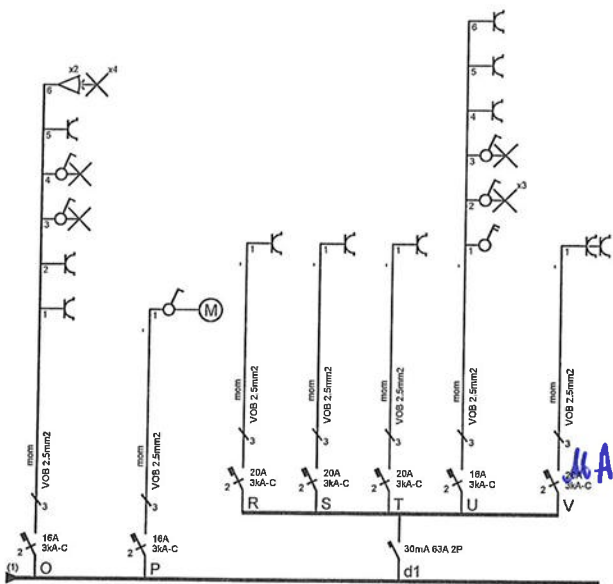 6
5
4
3
2
1
x3
x2
x4
6
5
4
3
2
1
1
M
1
1
1
1
mom
VOB 2.5mm2
3
mom
VOB 2.5mm2
3
mom
VOB 2.5mm2
3
mom
VOB 2.5mm2
3
mom
VOB 2.5mm2
3
2
20A
3kA-C
R
2
20A
3kA-C
S
2
20A
3kA-C
T
2
16A
3kA-C
U
2
16A
3kA-C
V
mom
VOB 2.5mm2
3
mom
VOB 2.5mm2
3
2
16A
3kA-C
O
2
16A
3kA-C
P
30mA 63A 2P
d1
(1)